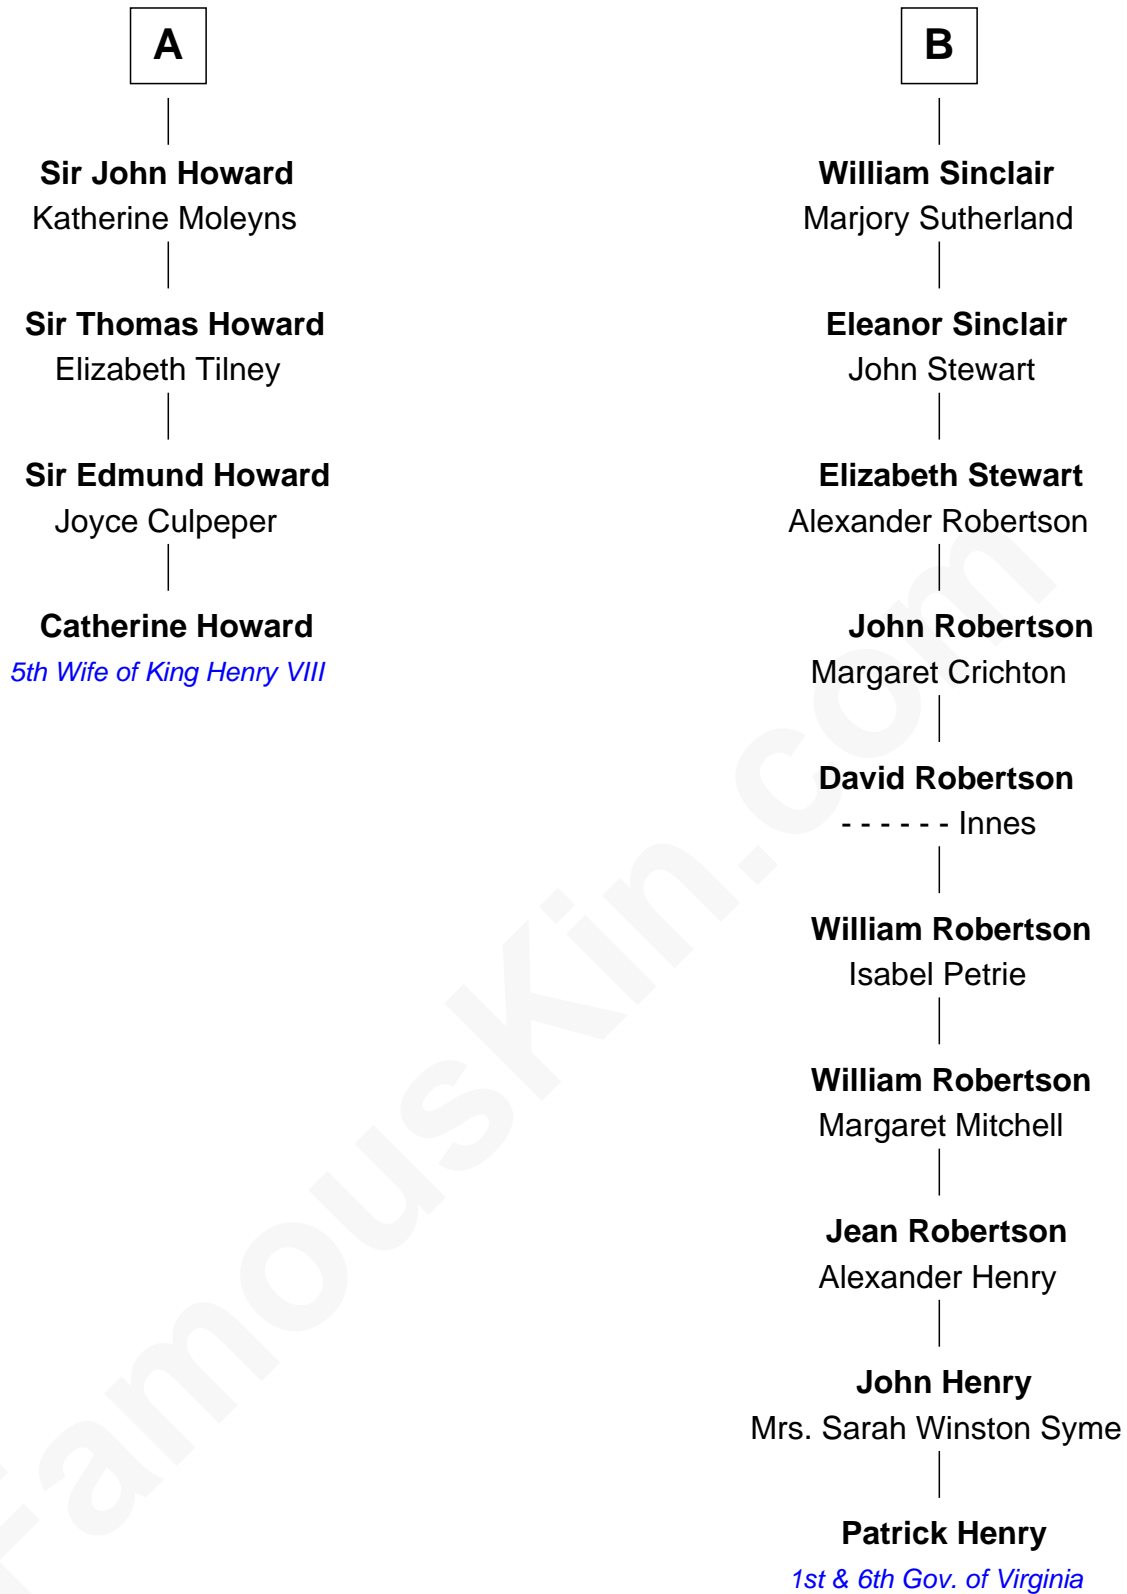 A
Sir John Howard
Katherine Moleyns
Sir Thomas Howard
Elizabeth Tilney
Sir Edmund Howard
Joyce Culpeper
Catherine Howard
5th Wife of King Henry VIII
B
William Sinclair
Marjory Sutherland
Eleanor Sinclair
John Stewart
Elizabeth Stewart
Alexander Robertson
John Robertson
Margaret Crichton
David Robertson
- - - - - - Innes
William Robertson
Isabel Petrie
William Robertson
Margaret Mitchell
Jean Robertson
Alexander Henry
John Henry
Mrs. Sarah Winston Syme
Patrick Henry
1st & 6th Gov. of Virginia
FamousKin.com